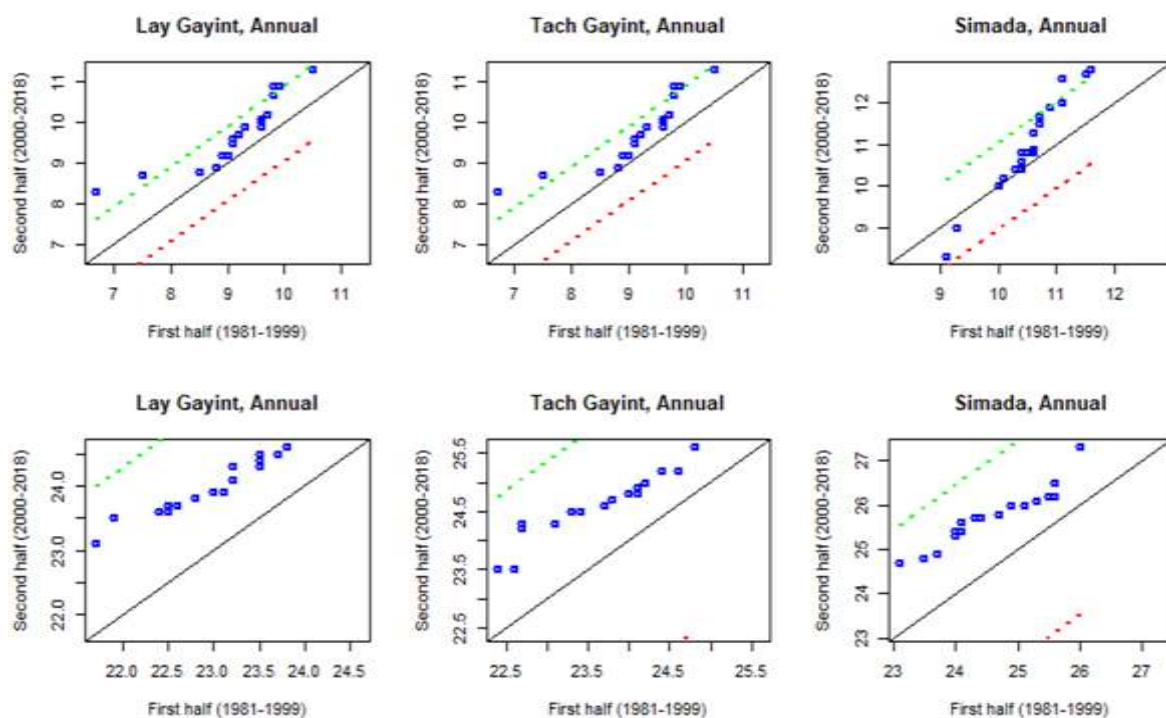 Lay Gayint, Annual
Tach Gayint, Annual
Simada, Annual
Second half (2000-2018)
7 8 9 10 11
7 8 9 10 11
First half (1981-1999)
Second half (2000-2018)
7 8 9 10 11
7 8 9 10 11
First half (1981-1999)
Second half (2000-2018)
9 10 11 12
9 10 11 12
First half (1981-1999)
Lay Gayint, Annual
Tach Gayint, Annual
Simada, Annual
Second half (2000-2018)
22.0 23.0 24.0
22.0 22.5 23.0 23.5 24.0 24.5
First half (1981-1999)
Second half (2000-2018)
22.5 23.5 24.5 25.5
22.5 23.5 24.5 25.5
First half (1981-1999)
Second half (2000-2018)
23 24 25 26 27
23 24 25 26 27
First half (1981-1999)